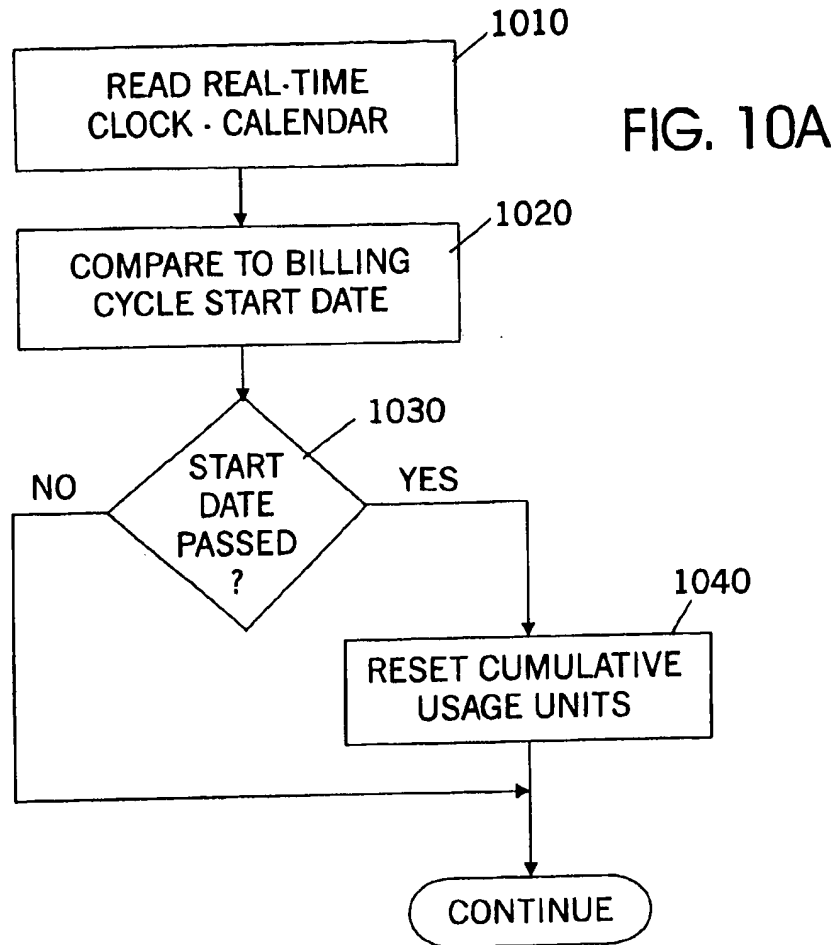 1010
READ REAL-TIME
CLOCK - CALENDAR
FIG. 10A
1020
COMPARE TO BILLING
CYCLE START DATE
1030
START
DATE
PASSED
?
NO
YES
1040
RESET CUMULATIVE
USAGE UNITS
CONTINUE